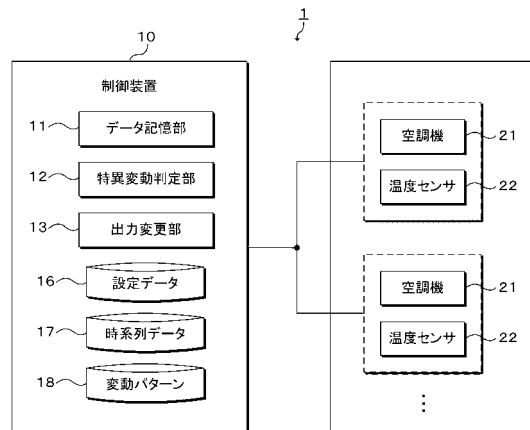 1
10
制御装置
11
データ記憶部
12
特異変動判定部
13
出力変更部
16
設定データ
17
時系列データ
18
変動パターン
空調機
21
温度センサ
22
空調機
21
温度センサ
22
⋮